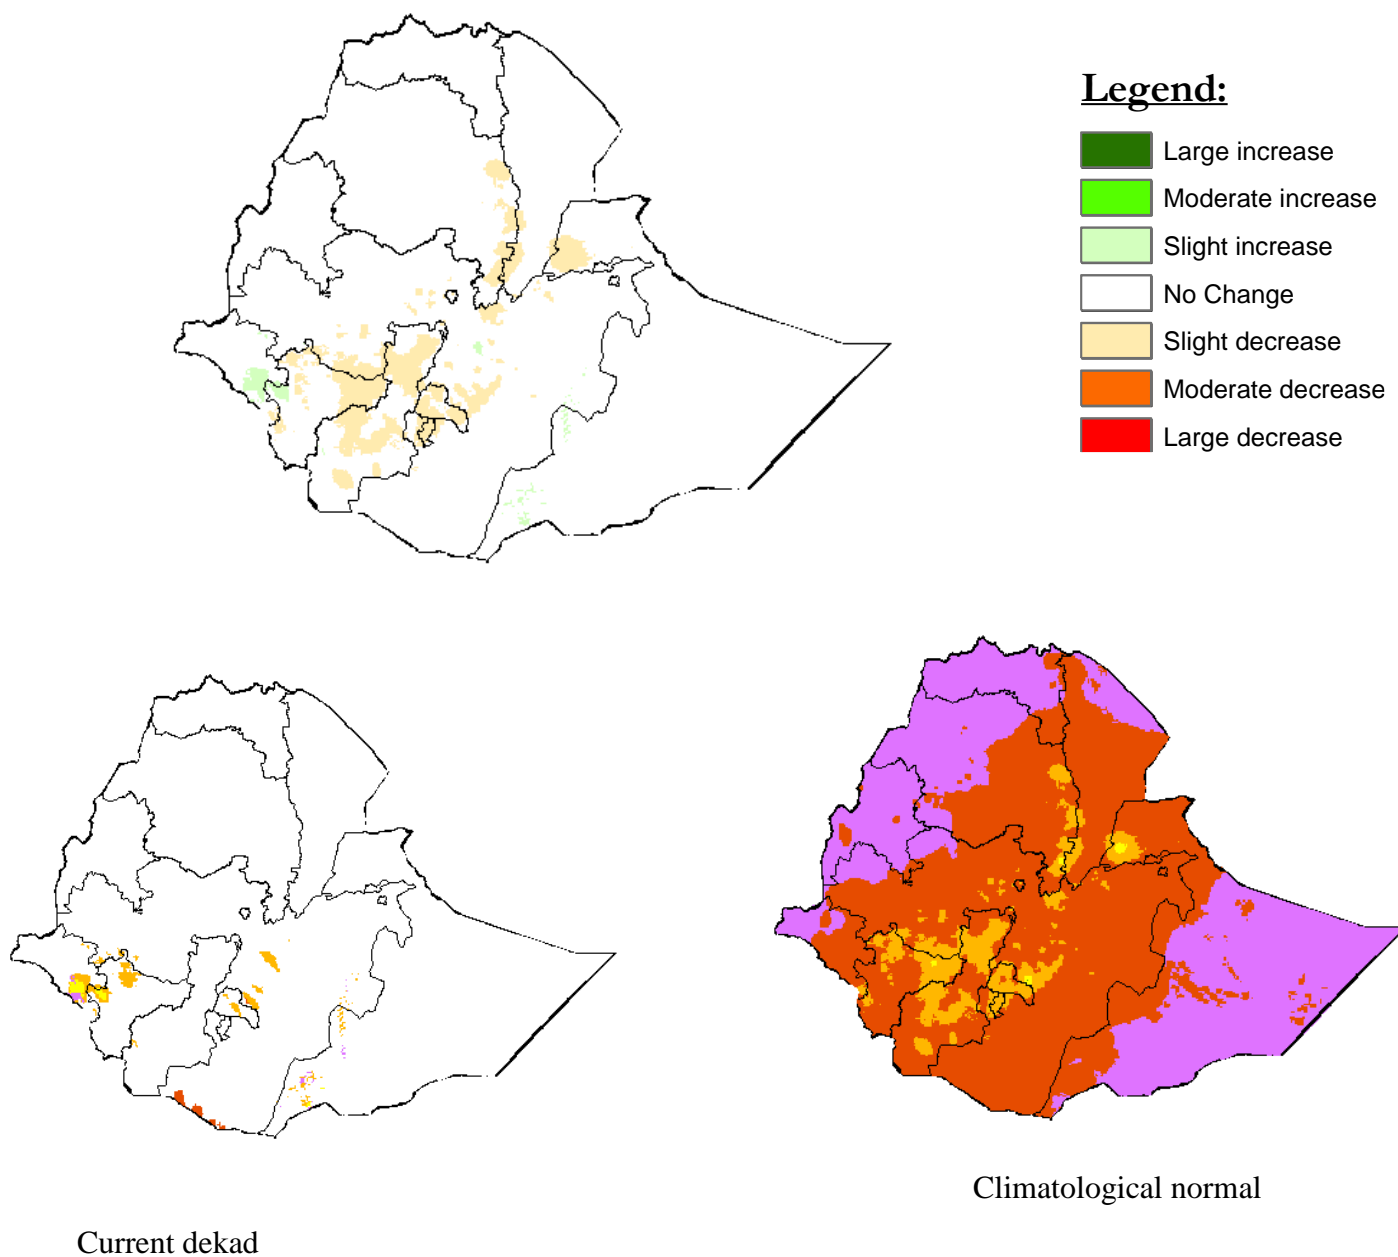 Legend:
Large increase
Moderate increase
Slight increase
No Change
Slight decrease
Moderate decrease
Large decrease
Climatological normal
Current dekad